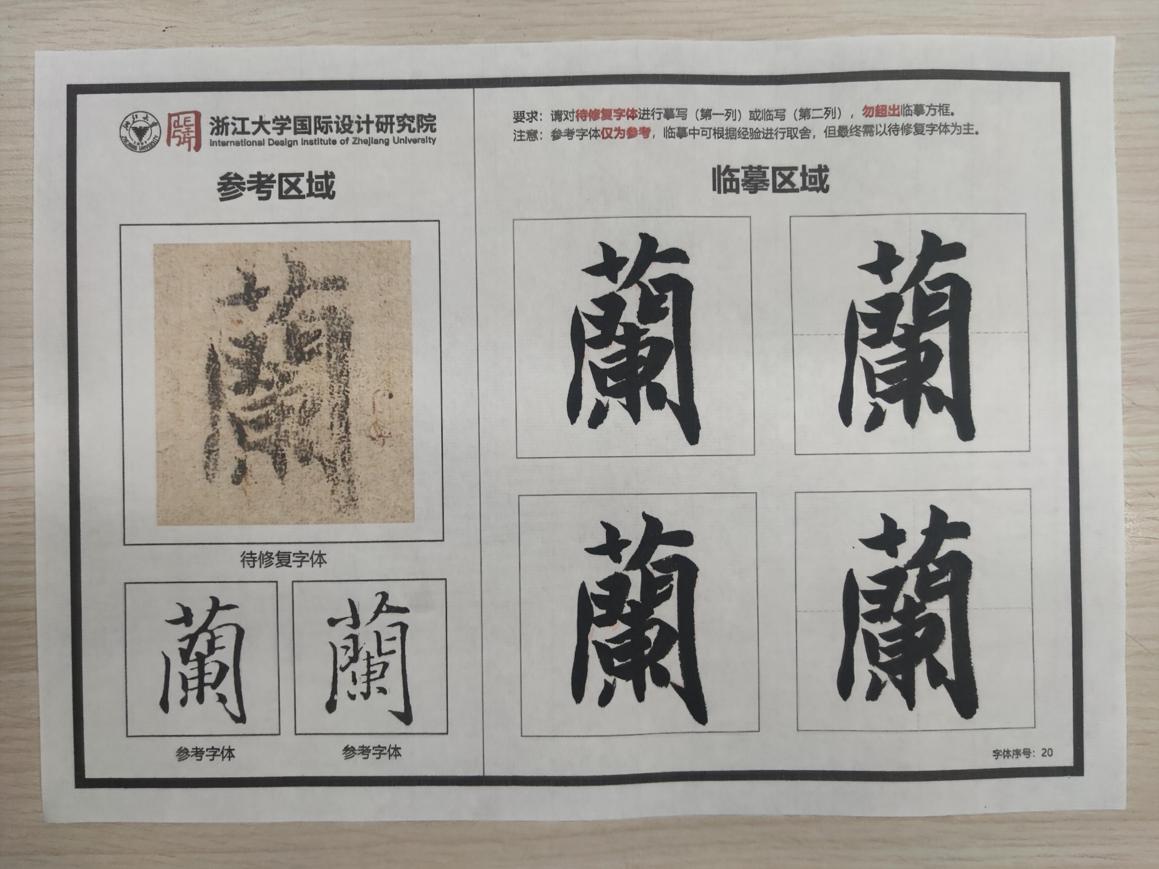 浙江大学国际设计研究院
International Design Institute of Zhejiang University
参考区域
蘭
待修复字体
蘭
蘭
参考字体
参考字体
要求：请对待修复字体进行摹写（第一列）或临写（第二列），勿超出临摹方框。
注意：参考字体仅为参考，临摹中可根据经验进行取舍，但最终需以待修复字体为主。
临摹区域
蘭
蘭
蘭
蘭
字体序号：20